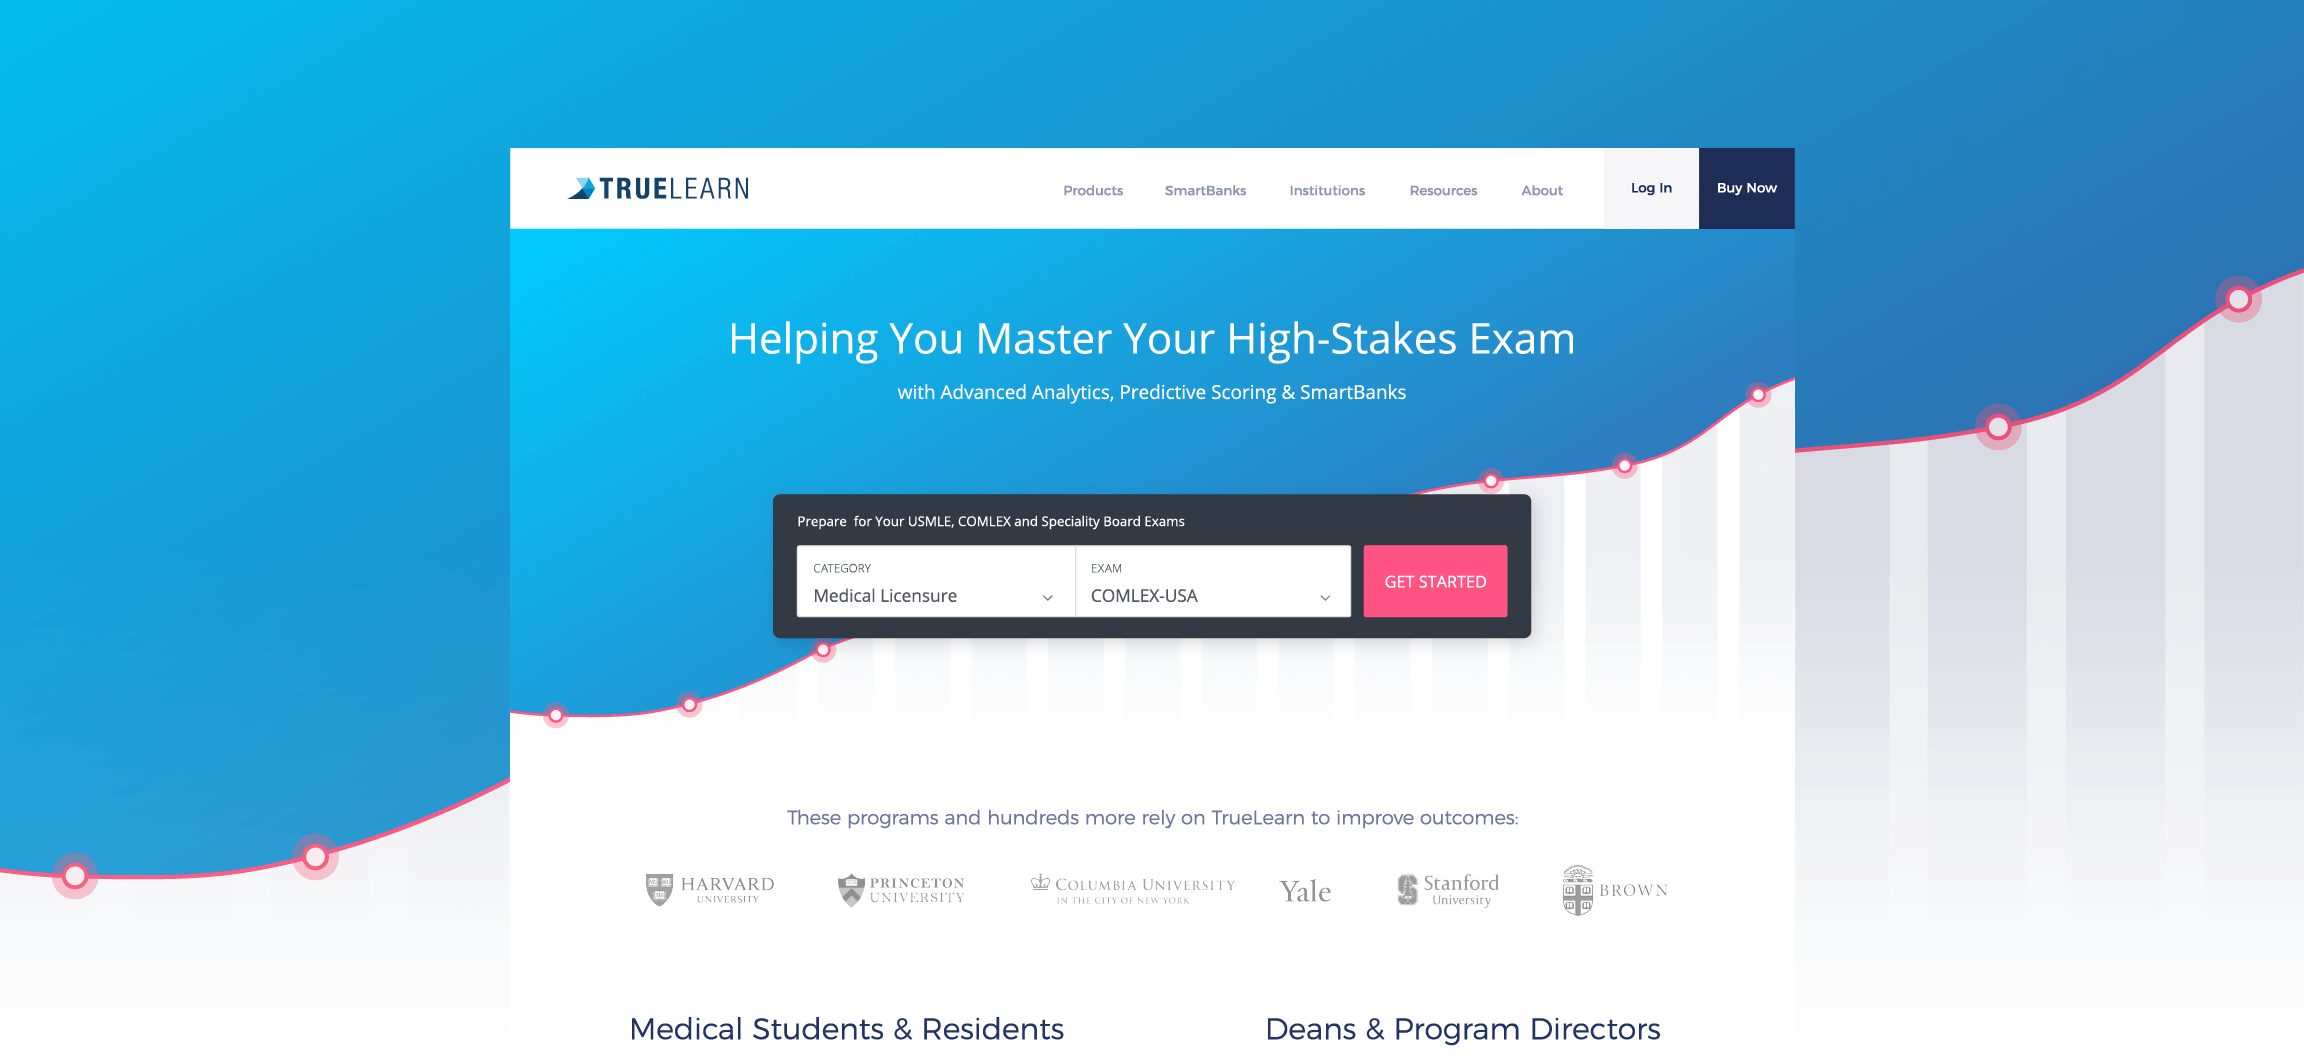 TRUELEARN
Products SmartBanks Institutions Resources About Log In Buy Now
Helping You Master Your High-Stakes Exam
with Advanced Analytics, Predictive Scoring & SmartBanks
Prepare for Your USMLE, COMLEX and Speciality Board Exams
CATEGORY
Medical Licensure
EXAM
COMLEX-USA
GET STARTED
These programs and hundreds more rely on TrueLearn to improve outcomes:
HARVARD
UNIVERSITY
PRINCETON
UNIVERSITY
COLUMBIA UNIVERSITY
IN THE CITY OF NEW YORK
Yale
Stanford
University
BROWN
Medical Students & Residents
Deans & Program Directors